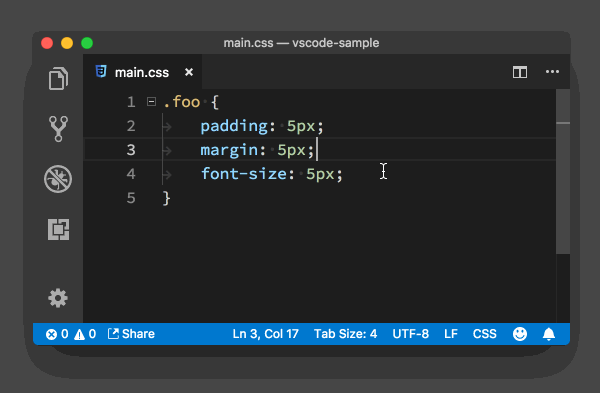 main.css — vscode-sample
main.css
1 .foo {
2 padding: 5px;
3 margin: 5px;
4 font-size: 5px;
5 }
0 0 Share Ln 3, Col 17 Tab Size: 4 UTF-8 LF CSS